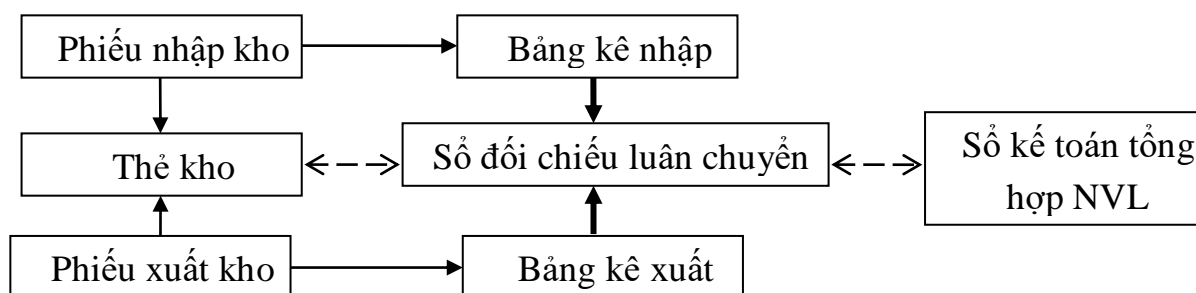 Phiếu nhập kho
Bảng kê nhập
Thẻ kho
Sổ đối chiếu luân chuyển
Sổ kế toán tổng
hợp NVL
Phiếu xuất kho
Bảng kê xuất